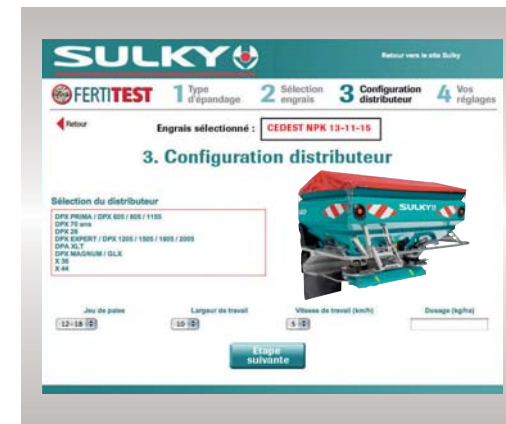 SULKY
Retour vers le site Sulky
FERTITEST
1 Type d'épandage
2 Sélection engrais
3 Configuration distributeur
4 Vos réglages
Retour
Engrais sélectionné : CEDEST NPK 13-11-15
3. Configuration distributeur
Sélection du distributeur
DPX PRIMA / DPX 605 / 805 / 1155
DPX 70 ans
DPX 28
DPX EXPERT / DPX 1205 / 1505 / 1805 / 2005
DPA XLT
DPX MAGNUM / GLX
X 36
X 44
SULKY
Jeu de pales
Largeur de travail
Vitesse de travail (km/h)
Dosage (kg/ha)
12-18
10
5
Etape
suivante